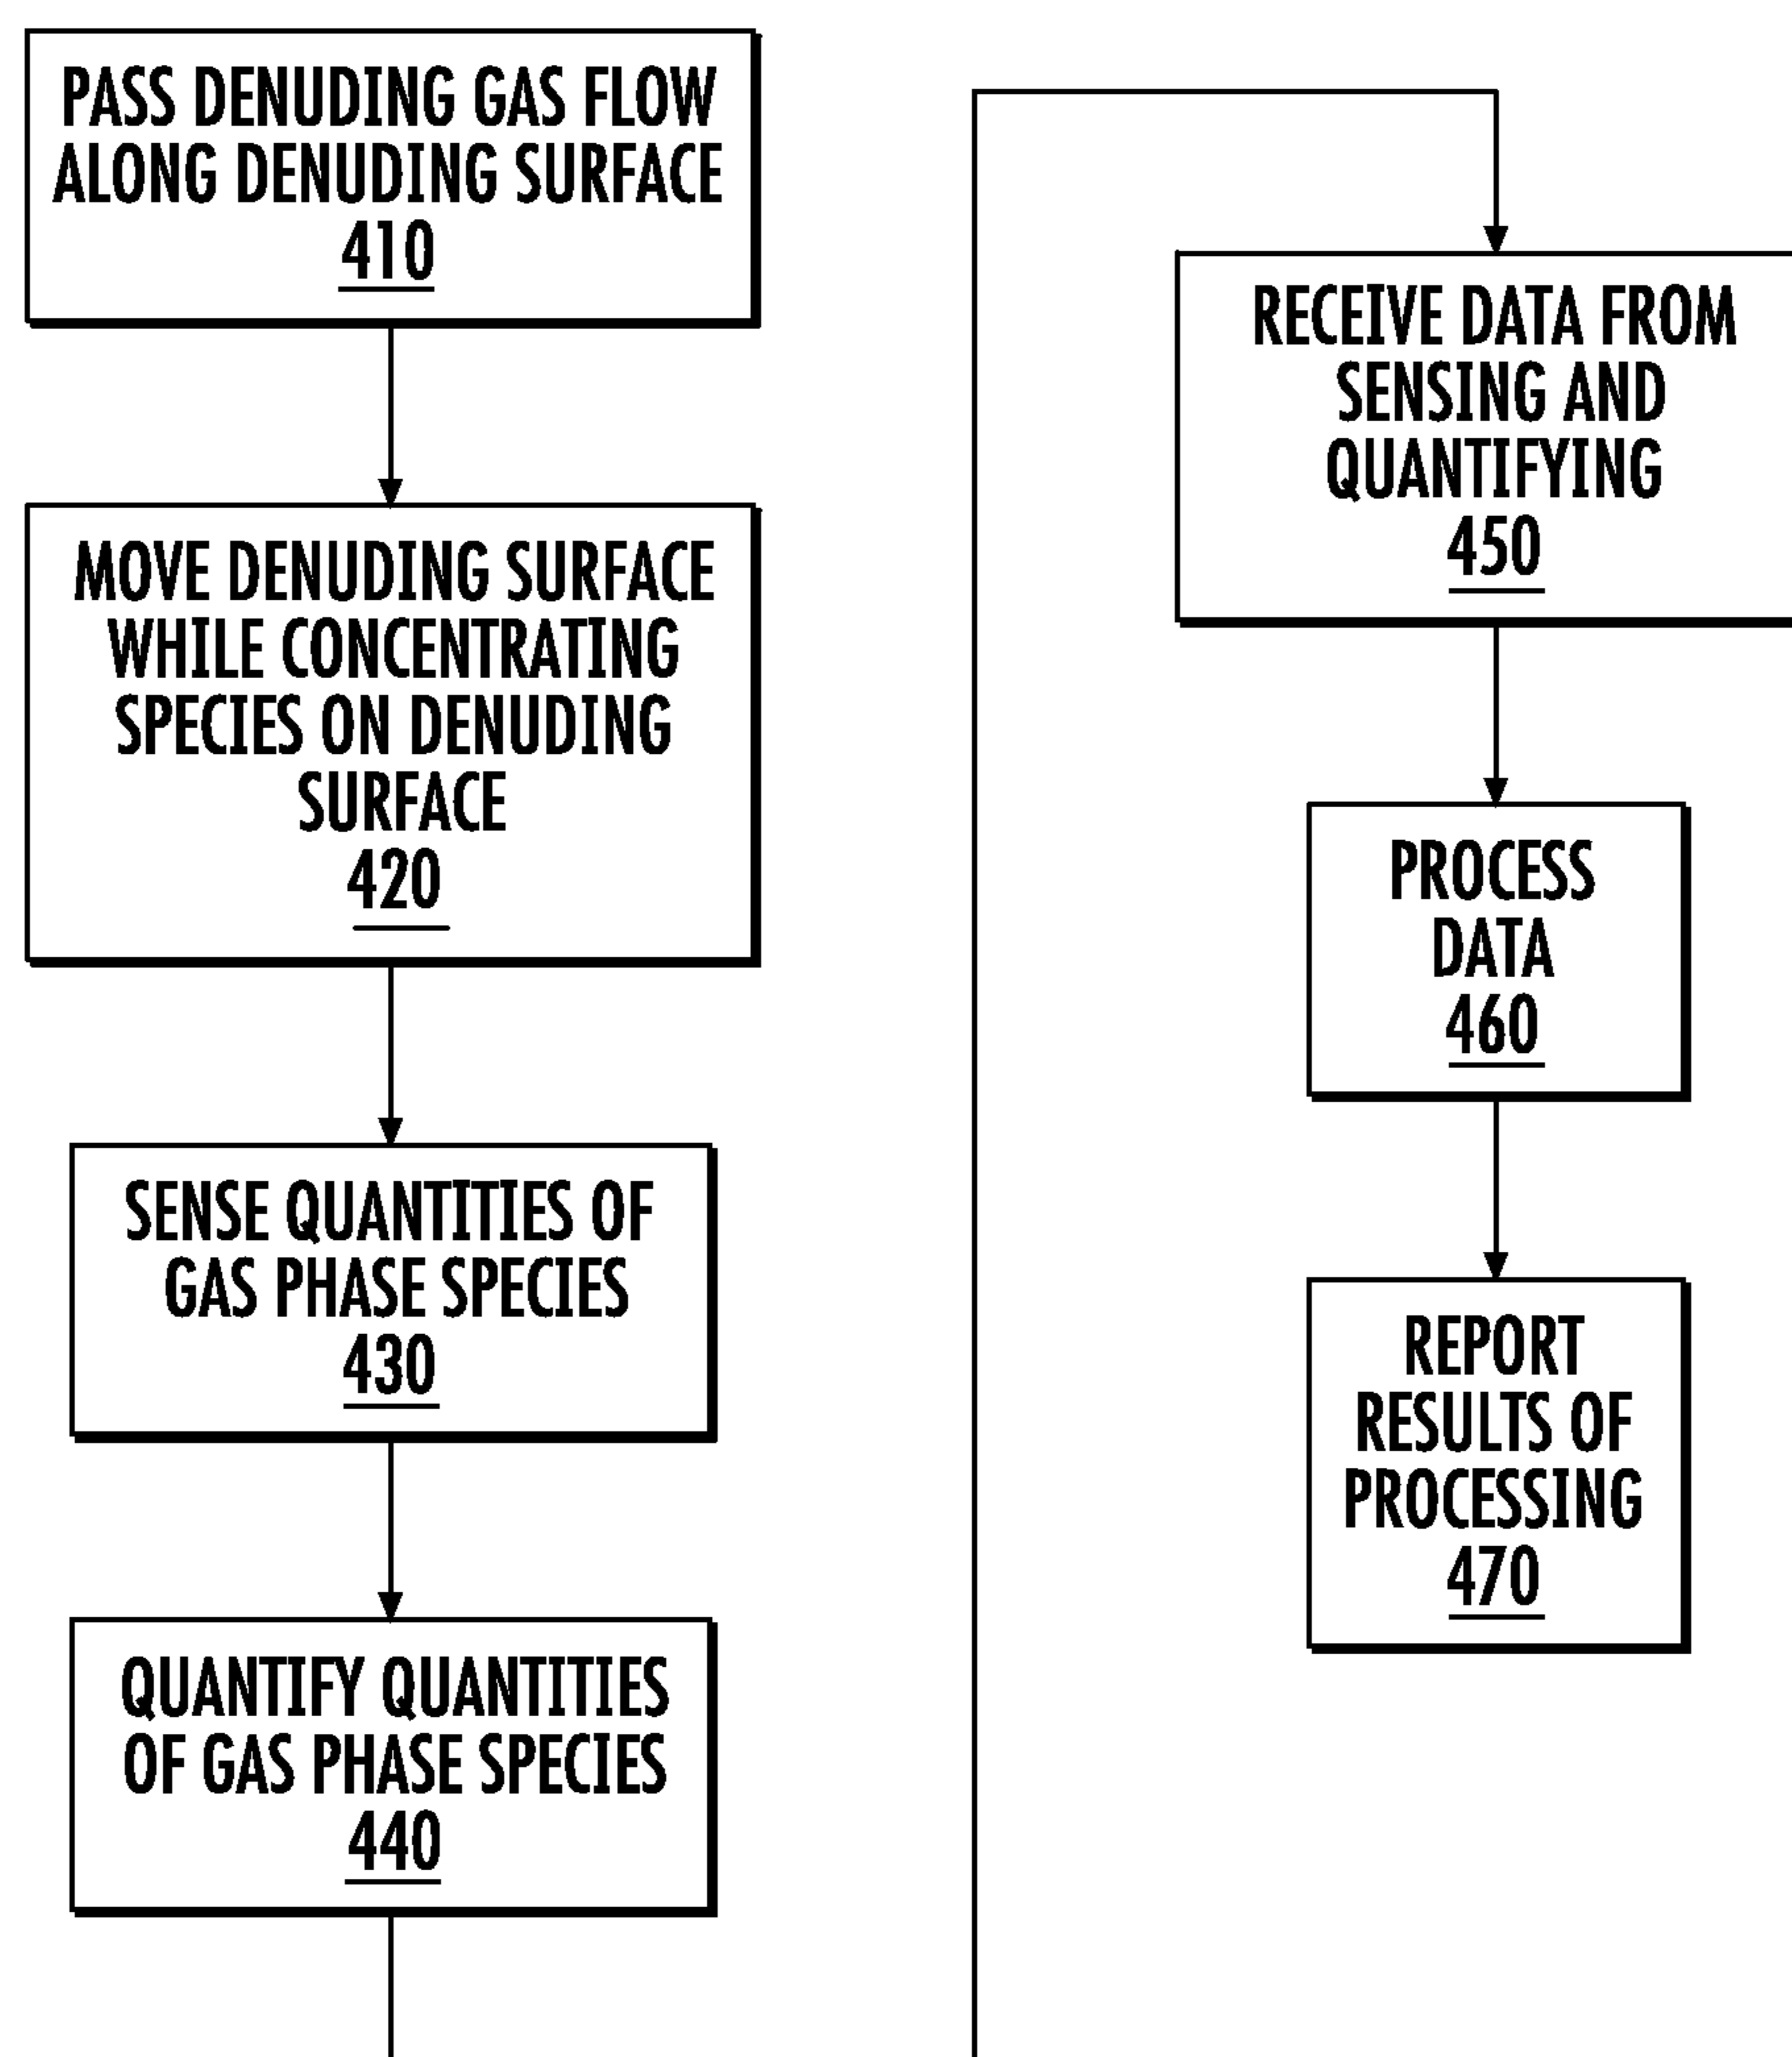 PASS DENUDING GAS FLOW
ALONG DENUDING SURFACE
410
MOVE DENUDING SURFACE
WHILE CONCENTRATING
SPECIES ON DENUDING
SURFACE
420
SENSE QUANTITIES OF
GAS PHASE SPECIES
430
QUANTIFY QUANTITIES
OF GAS PHASE SPECIES
440
RECEIVE DATA FROM
SENSING AND
QUANTIFYING
450
PROCESS
DATA
460
REPORT
RESULTS OF
PROCESSING
470